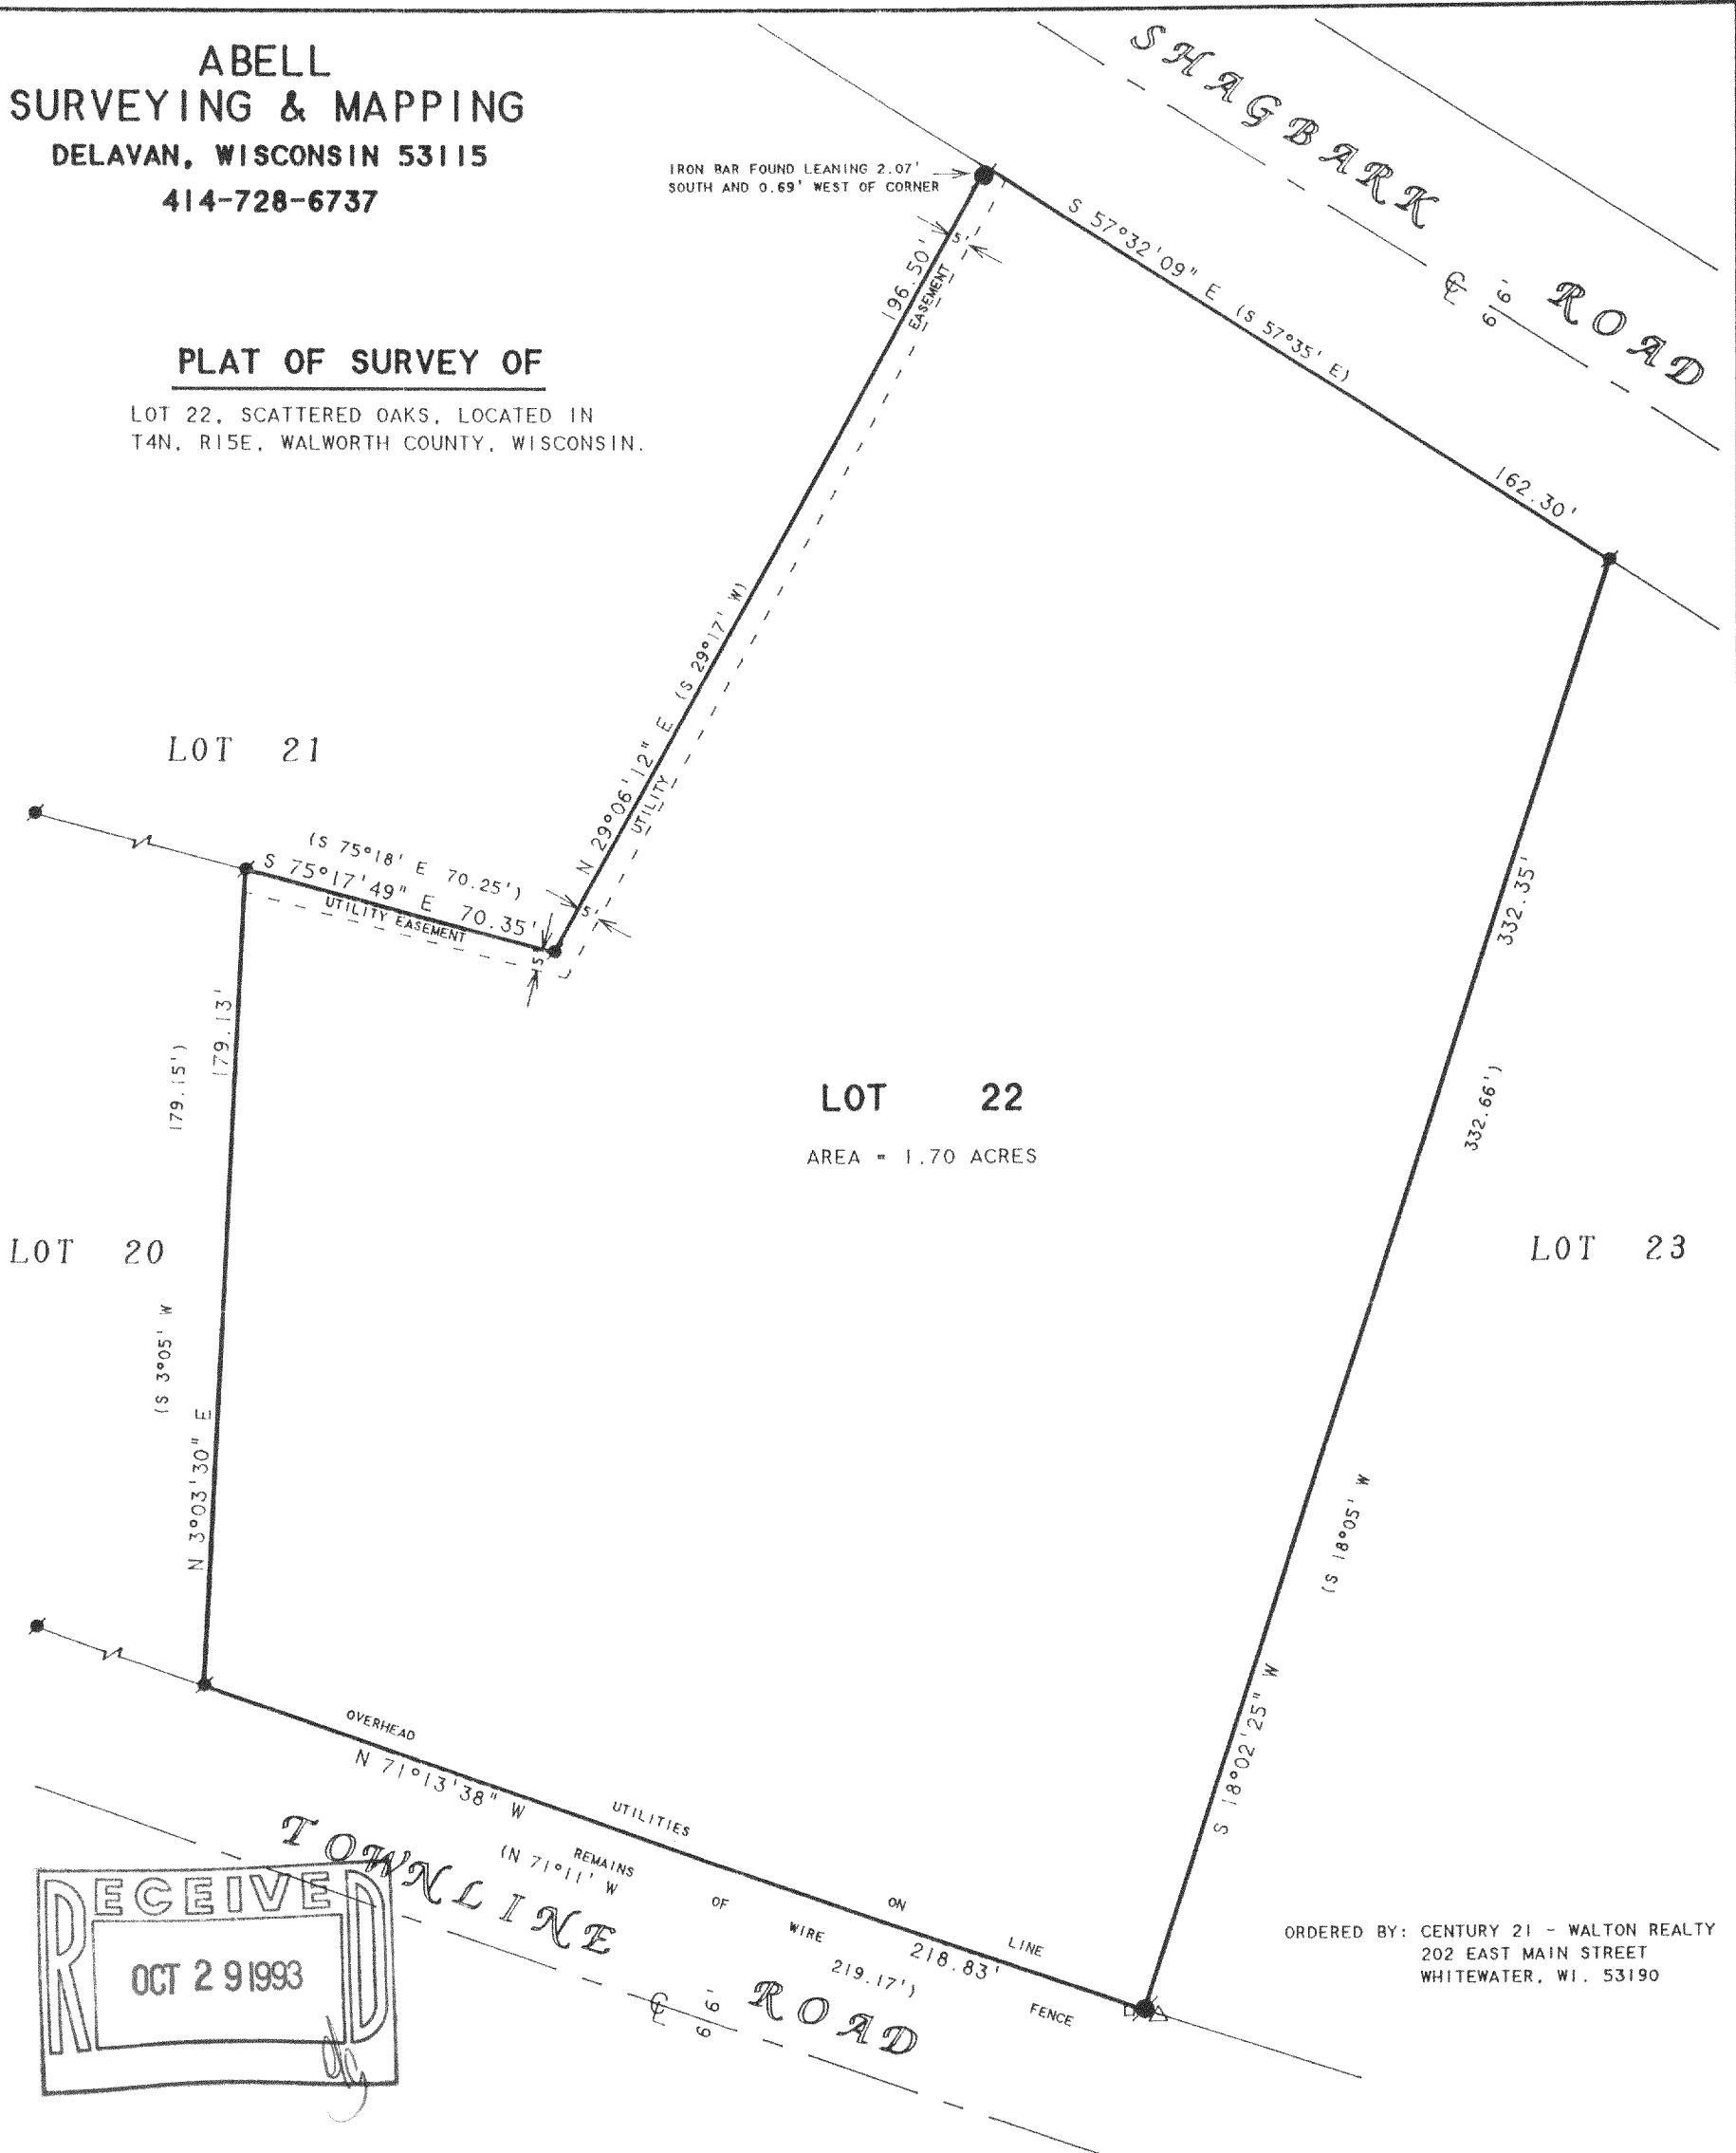 ABELL
SURVEYING & MAPPING
DELAVAN, WISCONSIN 53115
414-728-6737
SHAGBARK ROAD
℄ 66'
IRON BAR FOUND LEANING 2.07'
SOUTH AND 0.69' WEST OF CORNER
S 57°32'09" E (S 57°35' E) 162.30'
PLAT OF SURVEY OF
LOT 22, SCATTERED OAKS, LOCATED IN
T4N, R15E, WALWORTH COUNTY, WISCONSIN.
N 29°06'12" E (S 29°17' W) 196.50'
UTILITY EASEMENT
5'
5'
LOT 21
(S 75°18' E 70.25')
S 75°17'49" E 70.35'
UTILITY EASEMENT
5'
N 3°03'30" E 179.13'
(S 3°05' W 179.15')
LOT 22
AREA = 1.70 ACRES
S 18°02'25" W 332.35'
(S 18°05' W 332.66')
LOT 20
LOT 23
OVERHEAD UTILITIES ON LINE
N 71°13'38" W 218.83'
(N 71°11' W 219.17')
REMAINS OF WIRE FENCE
TOWNLINE ROAD
℄ 66'
RECEIVED
OCT 29 1993
ORDERED BY: CENTURY 21 - WALTON REALTY
202 EAST MAIN STREET
WHITEWATER, WI. 53190